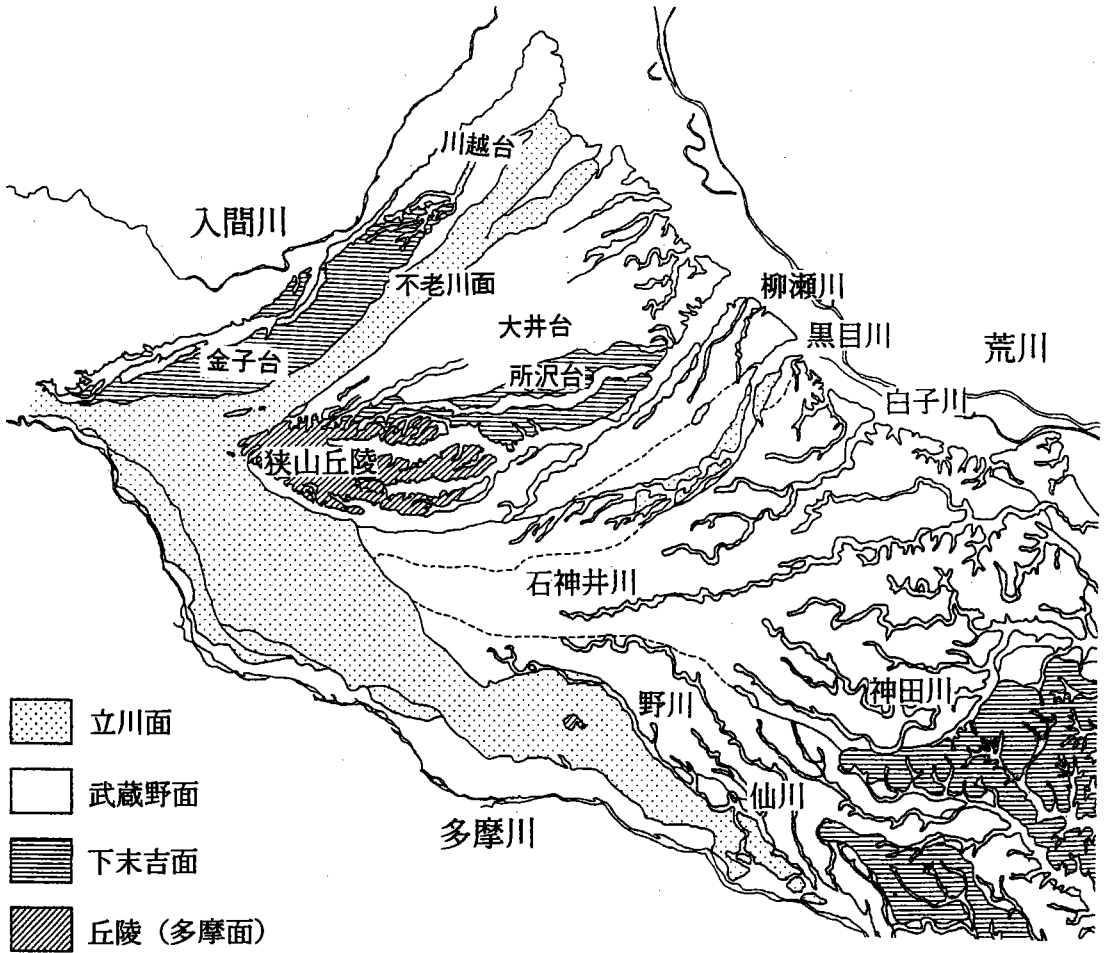 川越台
入間川
不老川面
柳瀬川
大井台
黒目川
荒川
金子台
所沢台
白子川
狭山丘陵
石神井川
神田川
野川
仙川
多摩川
立川面
武蔵野面
下末吉面
丘陵（多摩面）